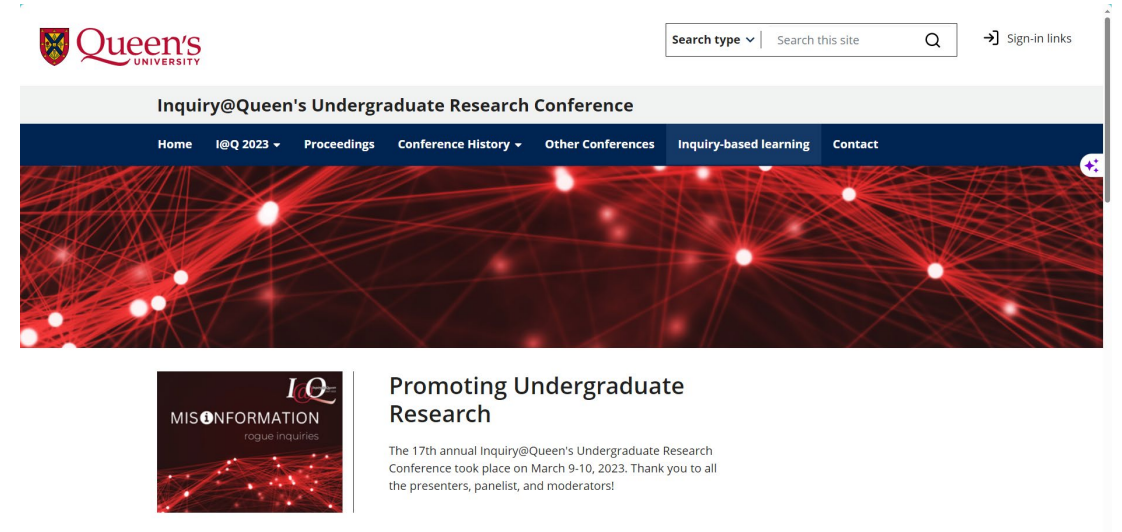 Queen's
UNIVERSITY
Search type
Search this site
Sign-in links
Inquiry@Queen's Undergraduate Research Conference
Home I@Q 2023 Proceedings Conference History Other Conferences Inquiry-based learning Contact
I@Q
MISINFORMATION
rogue inquiries
Promoting Undergraduate
Research
The 17th annual Inquiry@Queen's Undergraduate Research
Conference took place on March 9-10, 2023. Thank you to all
the presenters, panelist, and moderators!